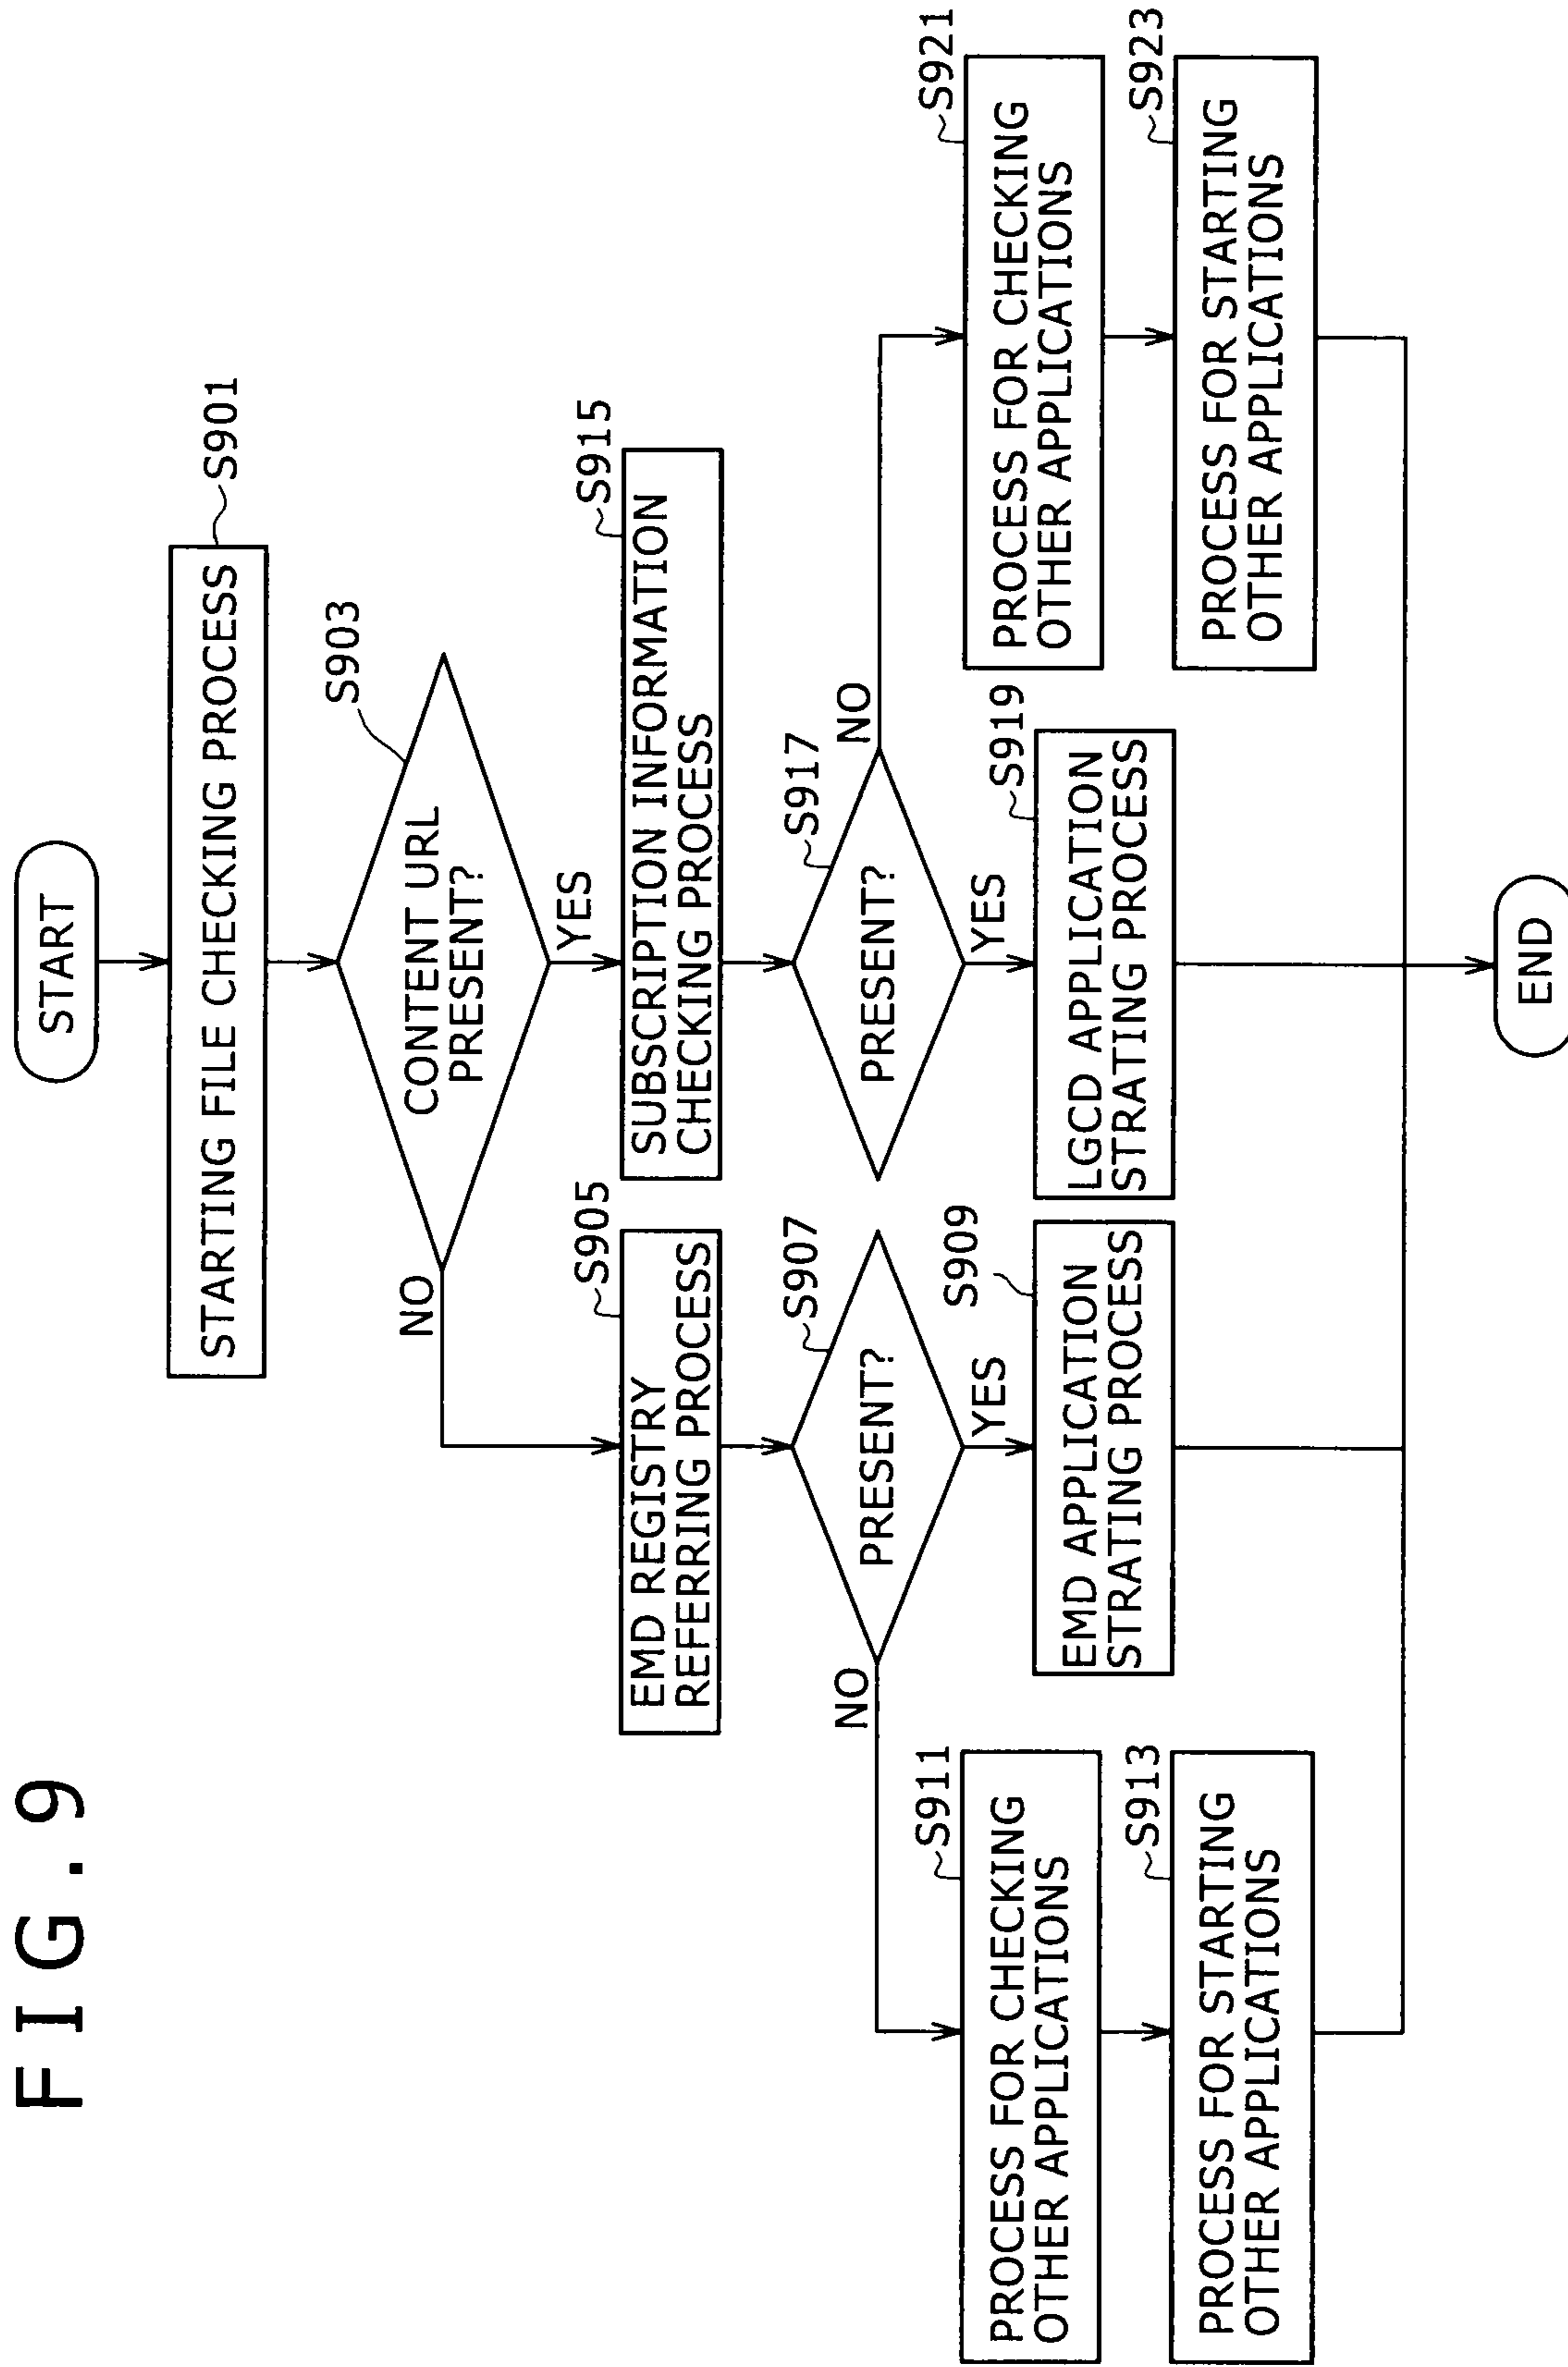 FIG. 9
START
STARTING FILE CHECKING PROCESS
S901
CONTENT URL
PRESENT?
S903
NO
YES
EMD REGISTRY
REFERRING PROCESS
S905
SUBSCRIPTION INFORMATION
CHECKING PROCESS
S915
PRESENT?
S907
NO
YES
PRESENT?
S917
NO
YES
PROCESS FOR CHECKING
OTHER APPLICATIONS
S911
EMD APPLICATION
STRATING PROCESS
S909
LGCD APPLICATION
STRATING PROCESS
S919
PROCESS FOR CHECKING
OTHER APPLICATIONS
S921
PROCESS FOR STARTING
OTHER APPLICATIONS
S913
PROCESS FOR STARTING
OTHER APPLICATIONS
S923
END